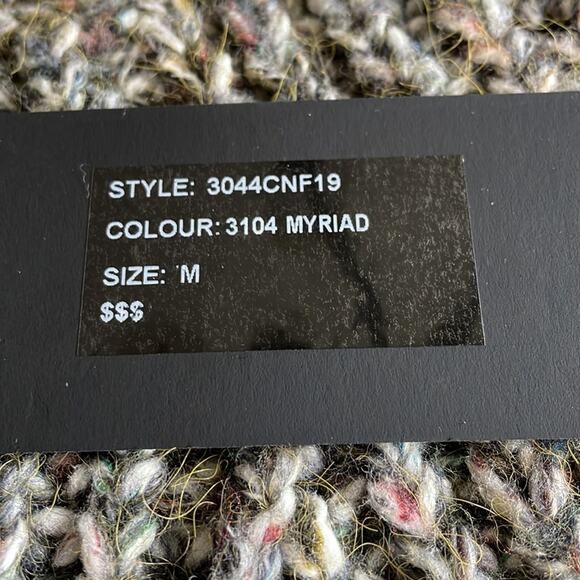 STYLE: 3044CNF19
COLOUR: 3104 MYRIAD
SIZE: M
$$$